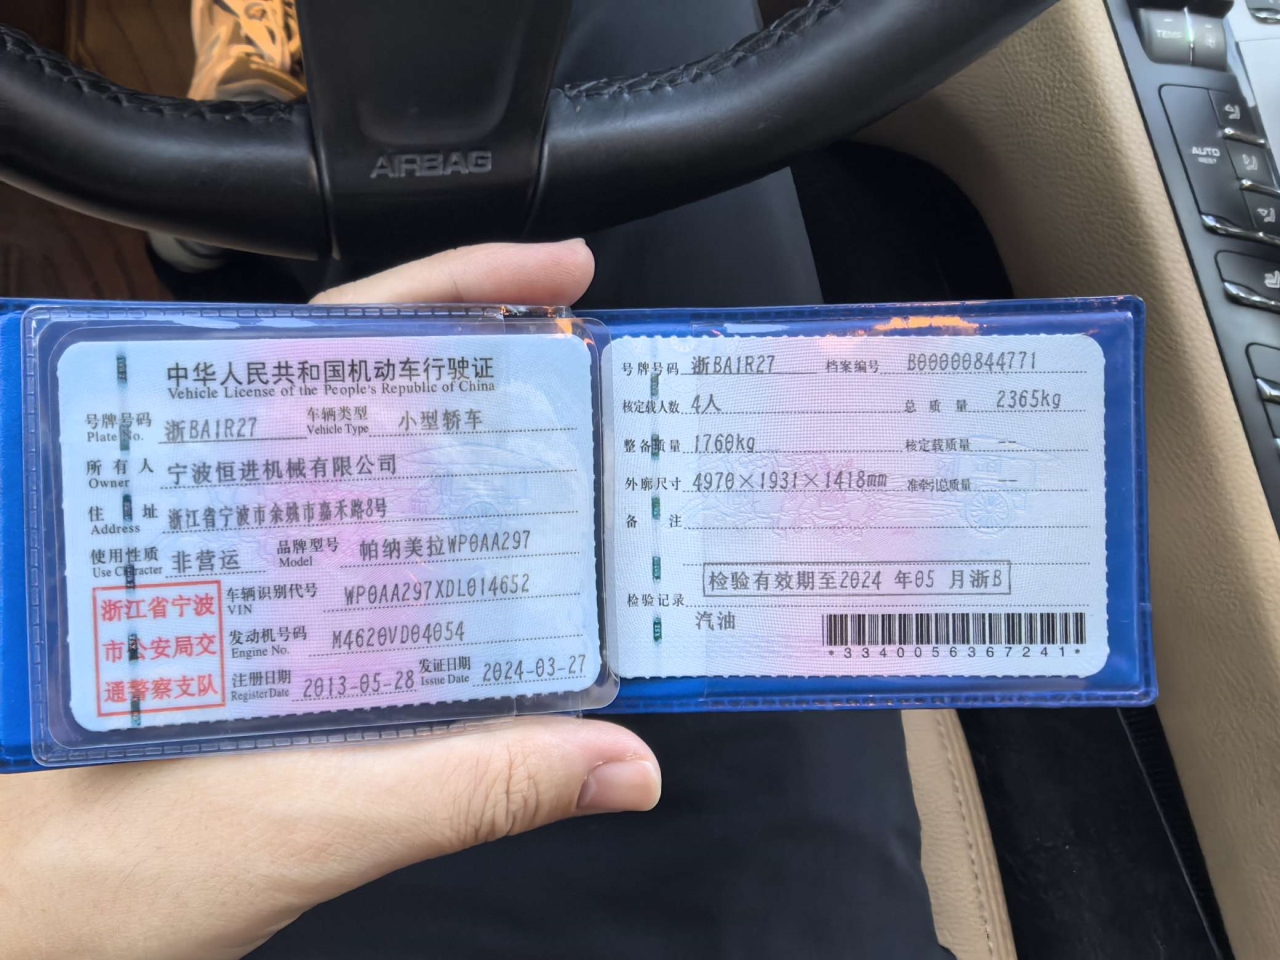 AIRBAG
TEMP
AUTO
REST
中华人民共和国机动车行驶证
Vehicle License of the People's Republic of China
号牌号码 浙BA1R27 车辆类型 小型轿车
Plate No. Vehicle Type
所有人 宁波恒进机械有限公司
Owner
住址 浙江省宁波市余姚市嘉禾路8号
Address
使用性质 非营运 品牌型号 帕纳美拉WP0AA297
Use Character Model
浙江省宁波
市公安局交
通警察支队
车辆识别代号 WP0AA297XDL014652
VIN
发动机号码 M4620VD04054
Engine No.
注册日期 2013-05-28 发证日期 2024-03-27
Register Date Issue Date
号牌号码 浙BA1R27 档案编号 B00000844771
核定载人数 4人 总质量 2365kg
整备质量 1760kg 核定载质量 --
外廓尺寸 4970×1931×1418mm 准牵引总质量 --
备注
检验有效期至2024 年05 月浙B
检验记录
汽油
*3340056367241*